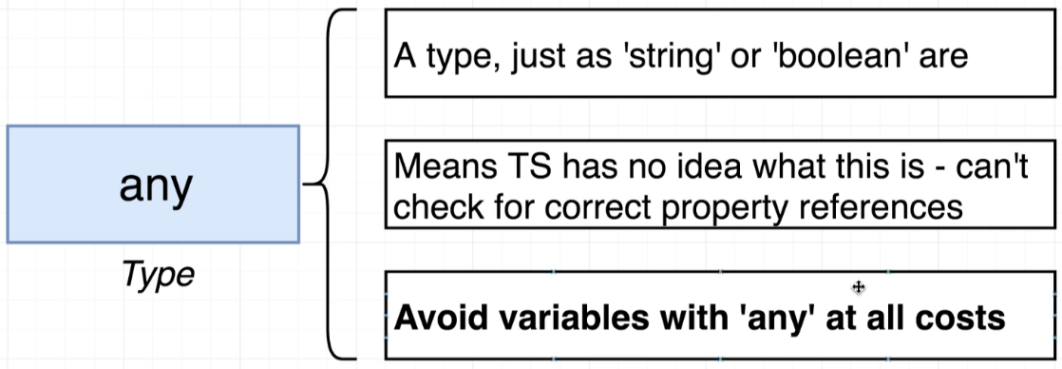 any
Type
A type, just as 'string' or 'boolean' are
Means TS has no idea what this is - can't
check for correct property references
Avoid variables with 'any' at all costs